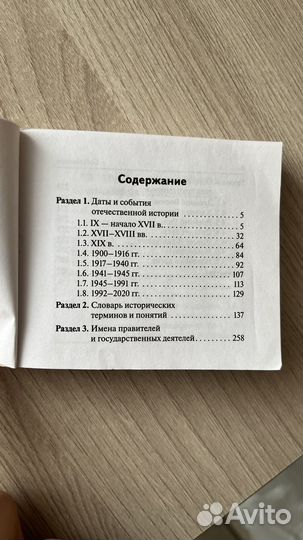 Содержание
Раздел 1. Даты и события
отечественной истории 5
1.1. IX — начало XVII в. 5
1.2. XVII—XVIII вв. 32
1.3. XIX в. 64
1.4. 1900—1916 гг. 84
1.5. 1917—1940 гг. 92
1.6. 1941—1945 гг. 107
1.7. 1945—1991 гг. 113
1.8. 1992—2020 гг. 129
Раздел 2. Словарь исторических
терминов и понятий 137
Раздел 3. Имена правителей
и государственных деятелей 258
Avito